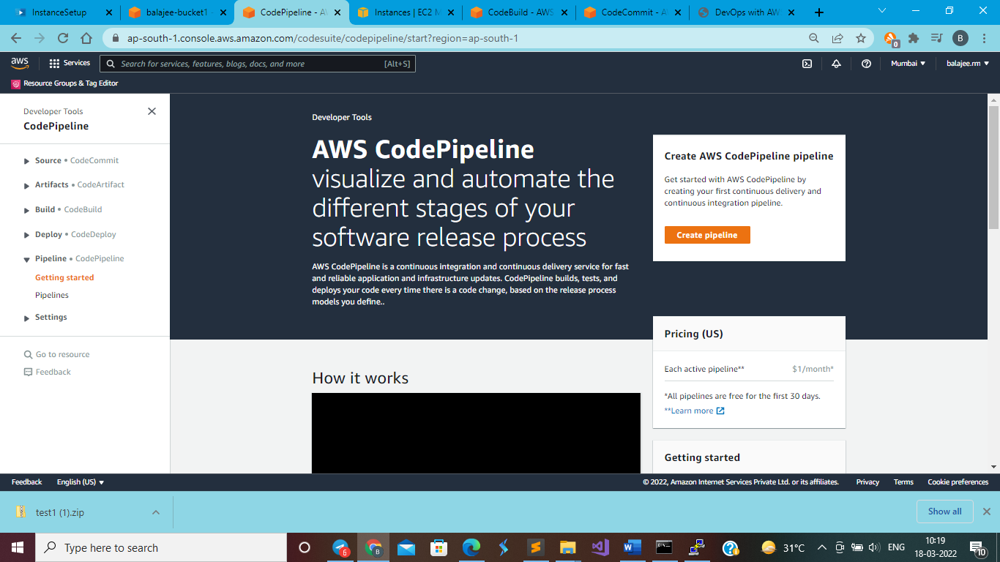 InstanceSetup
balajee-bucket1 -
CodePipeline - A
Instances | EC2 M
CodeBuild - AWS
CodeCommit - A
DevOps with AW
ap-south-1.console.aws.amazon.com/codesuite/codepipeline/start?region=ap-south-1
0
B
aws
Services
Search for services, features, blogs, docs, and more
[Alt+S]
Mumbai
balajee.rm
Resource Groups & Tag Editor
Developer Tools
CodePipeline
Source • CodeCommit
Artifacts • CodeArtifact
Build • CodeBuild
Deploy • CodeDeploy
Pipeline • CodePipeline
Getting started
Pipelines
Settings
Go to resource
Feedback
Developer Tools
AWS CodePipeline
visualize and automate the
different stages of your
software release process
AWS CodePipeline is a continuous integration and continuous delivery service for fast
and reliable application and infrastructure updates. CodePipeline builds, tests, and
deploys your code every time there is a code change, based on the release process
models you define..
Create AWS CodePipeline pipeline
Get started with AWS CodePipeline by
creating your first continuous delivery and
continuous integration pipeline.
Create pipeline
Pricing (US)
Each active pipeline**
$1/month*
*All pipelines are free for the first 30 days.
**Learn more
How it works
Getting started
Feedback
English (US)
© 2022, Amazon Internet Services Private Ltd. or its affiliates.
Privacy
Terms
Cookie preferences
test1 (1).zip
Show all
Type here to search
6
B
31°C
ENG
10:19
18-03-2022
10